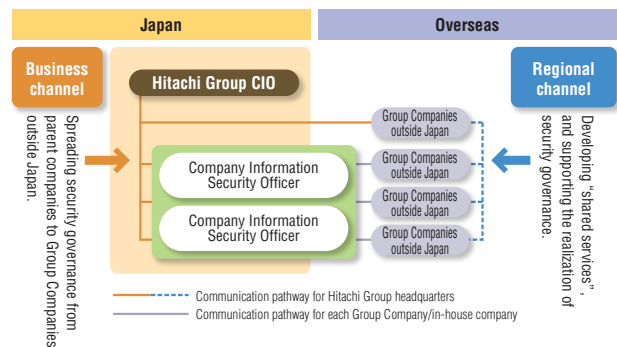 Japan
Overseas
Business
channel
Spreading security governance from
parent companies to Group Companies
outside Japan.
Hitachi Group CIO
Company Information
Security Officer
Company Information
Security Officer
Group Companies
outside Japan
Group Companies
outside Japan
Group Companies
outside Japan
Group Companies
outside Japan
Regional
channel
Developing “shared services”,
and supporting the realization of
security governance.
Communication pathway for Hitachi Group headquarters
Communication pathway for each Group Company/in-house company